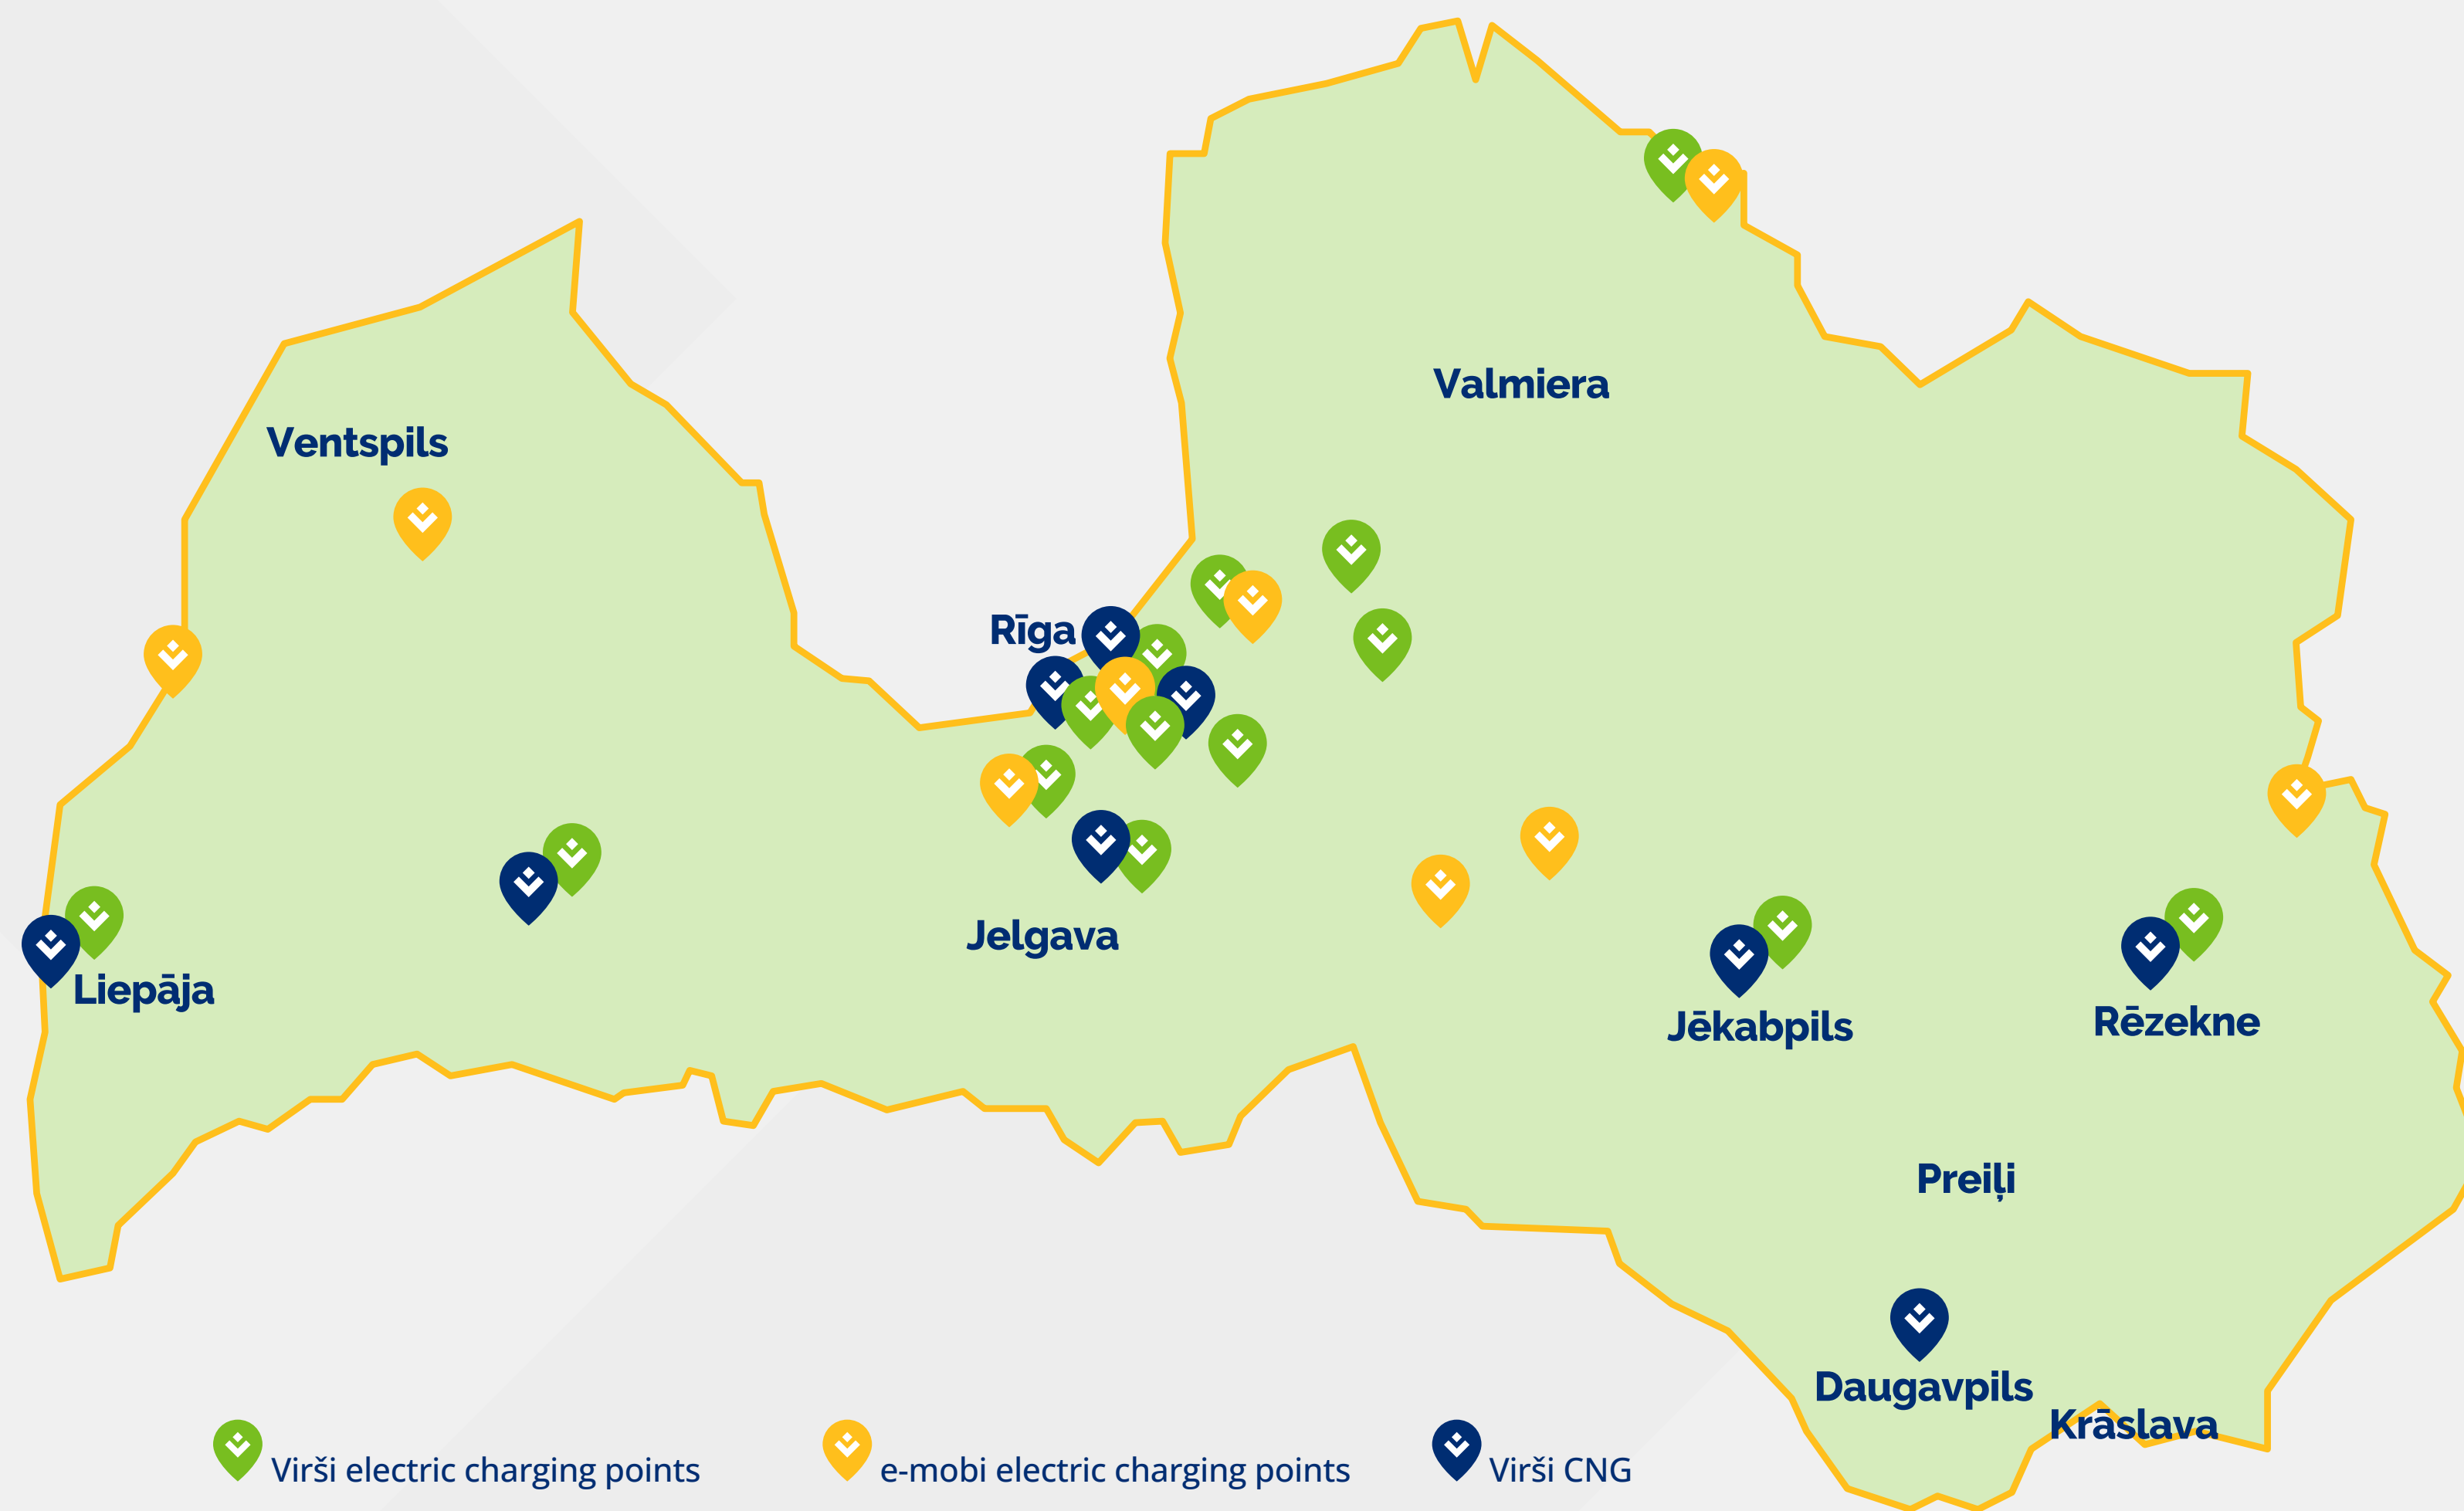 Valmiera
Ventspils
Rīga
Jelgava
Liepāja
Jēkabpils
Rēzekne
Preiļi
Daugavpils
Krāslava
Virši electric charging points
e-mobi electric charging points
Virši CNG